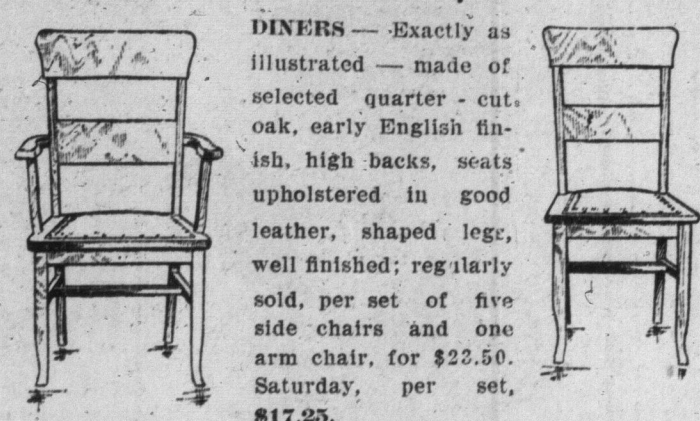 DINERS — Exactly as
illustrated — made of
selected quarter - cut
oak, early English fin-
ish, high backs, seats
upholstered in good
leather, shaped legs,
well finished; regularly
sold, per set of five
side chairs and one
arm chair, for $23.50.
Saturday, per set,
$17.25.